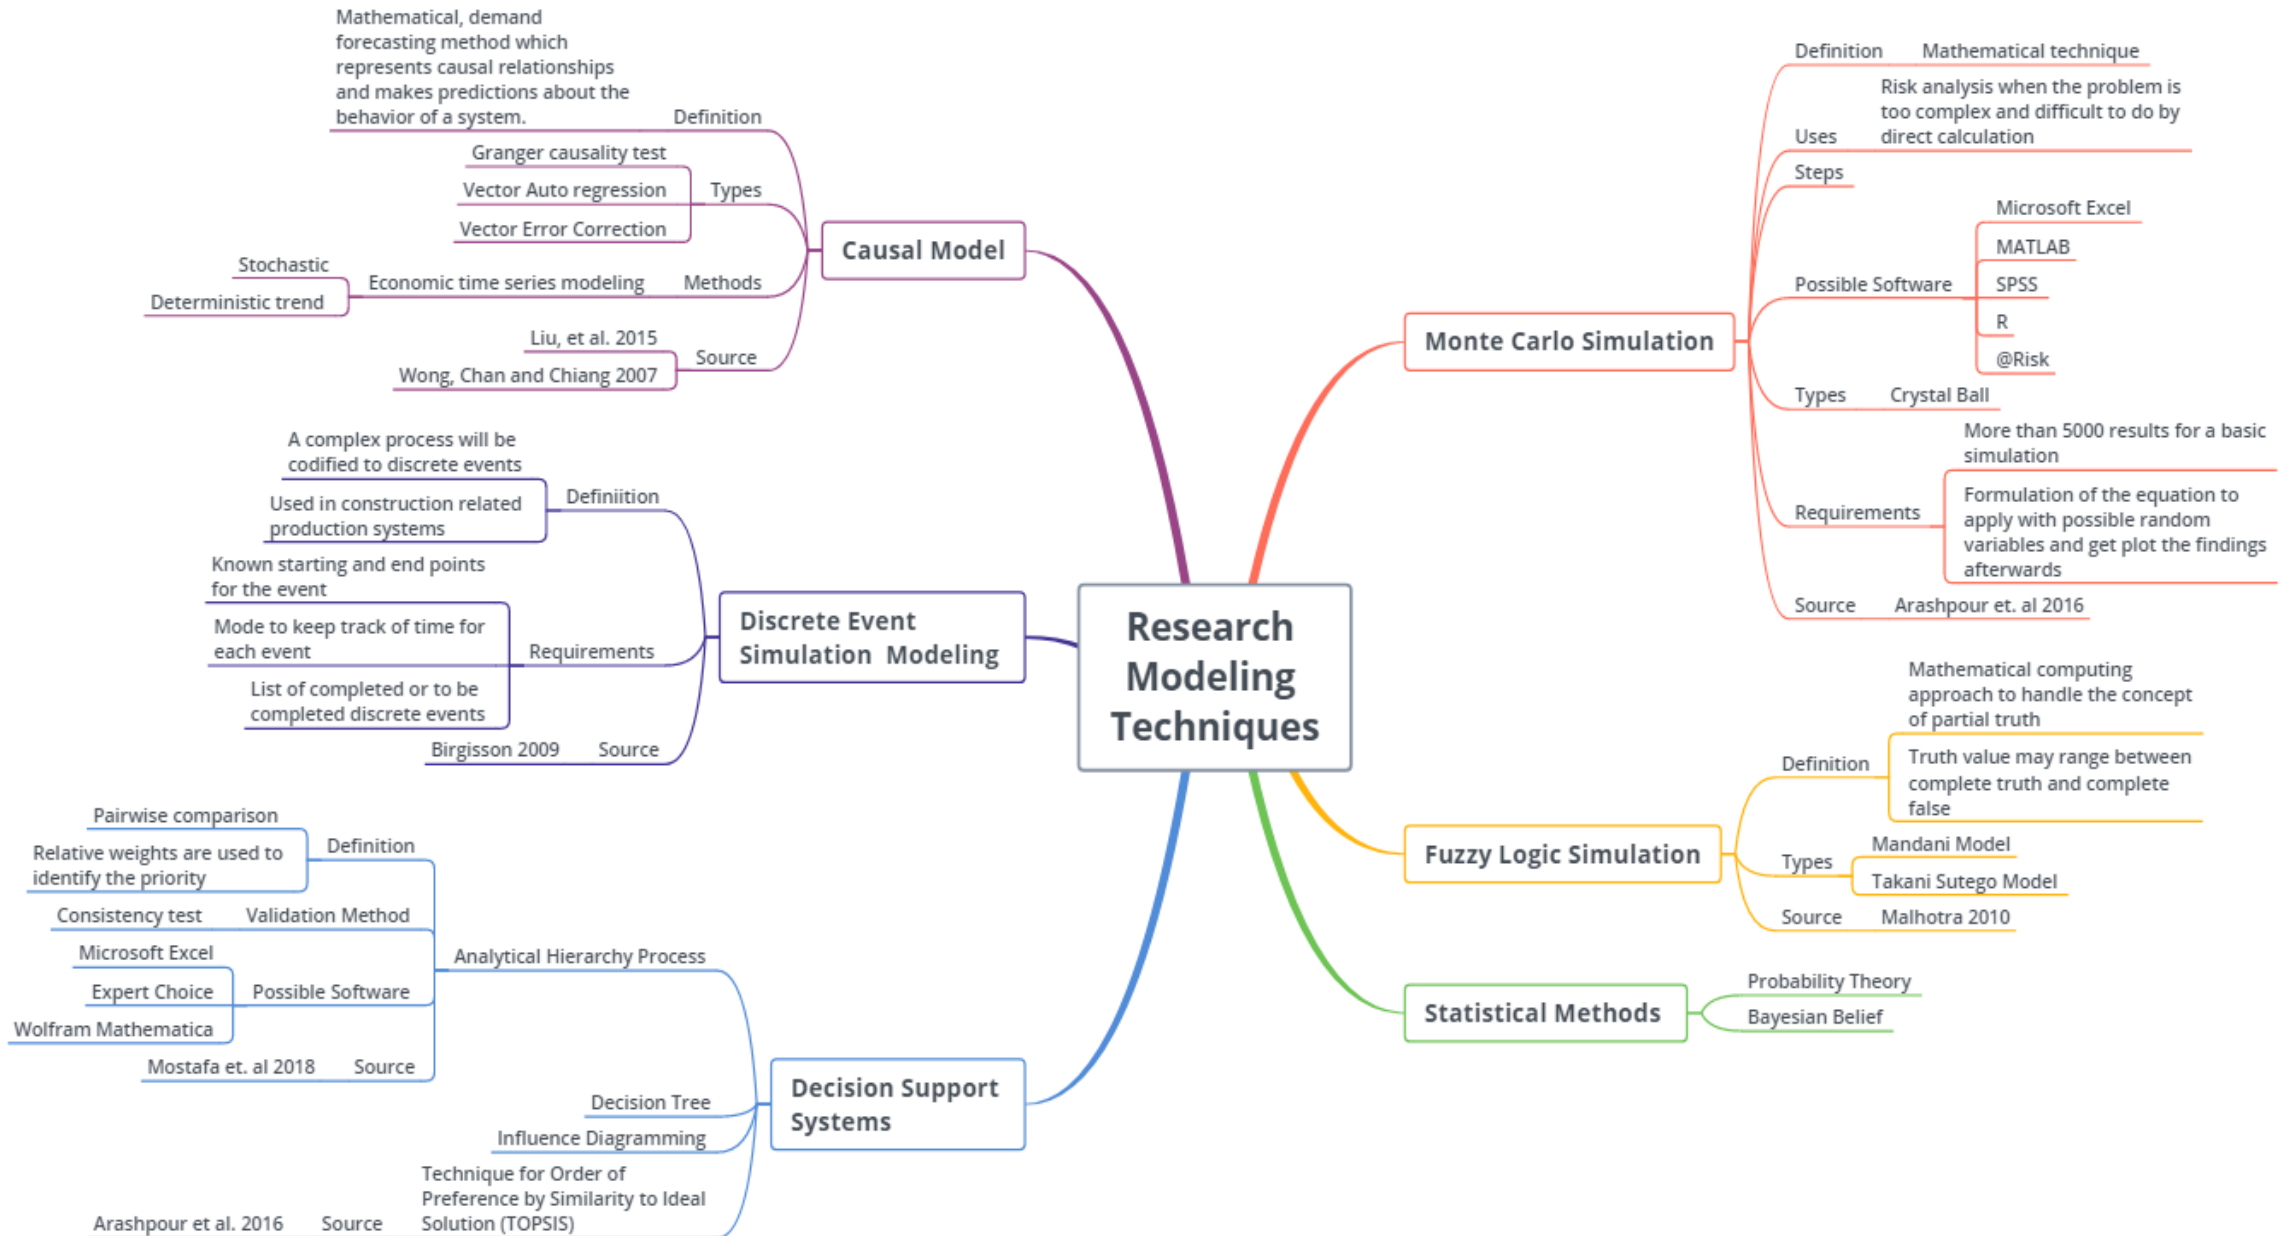 Research
Modeling
Techniques
Causal Model
Definition
Mathematical, demand
forecasting method which
represents causal relationships
and makes predictions about the
behavior of a system.
Types
Granger causality test
Vector Auto regression
Vector Error Correction
Methods
Economic time series modeling
Stochastic
Deterministic trend
Source
Liu, et al. 2015
Wong, Chan and Chiang 2007
Discrete Event
Simulation Modeling
Definiition
A complex process will be
codified to discrete events
Used in construction related
production systems
Requirements
Known starting and end points
for the event
Mode to keep track of time for
each event
List of completed or to be
completed discrete events
Source
Birgisson 2009
Decision Support
Systems
Analytical Hierarchy Process
Definition
Pairwise comparison
Relative weights are used to
identify the priority
Validation Method
Consistency test
Possible Software
Microsoft Excel
Expert Choice
Wolfram Mathematica
Source
Mostafa et. al 2018
Decision Tree
Influence Diagramming
Technique for Order of
Preference by Similarity to Ideal
Solution (TOPSIS)
Source
Arashpour et al. 2016
Monte Carlo Simulation
Definition
Mathematical technique
Uses
Risk analysis when the problem is
too complex and difficult to do by
direct calculation
Steps
Possible Software
Microsoft Excel
MATLAB
SPSS
R
@Risk
Types
Crystal Ball
Requirements
More than 5000 results for a basic
simulation
Formulation of the equation to
apply with possible random
variables and get plot the findings
afterwards
Source
Arashpour et. al 2016
Fuzzy Logic Simulation
Definition
Mathematical computing
approach to handle the concept
of partial truth
Truth value may range between
complete truth and complete
false
Types
Mandani Model
Takani Sutego Model
Source
Malhotra 2010
Statistical Methods
Probability Theory
Bayesian Belief